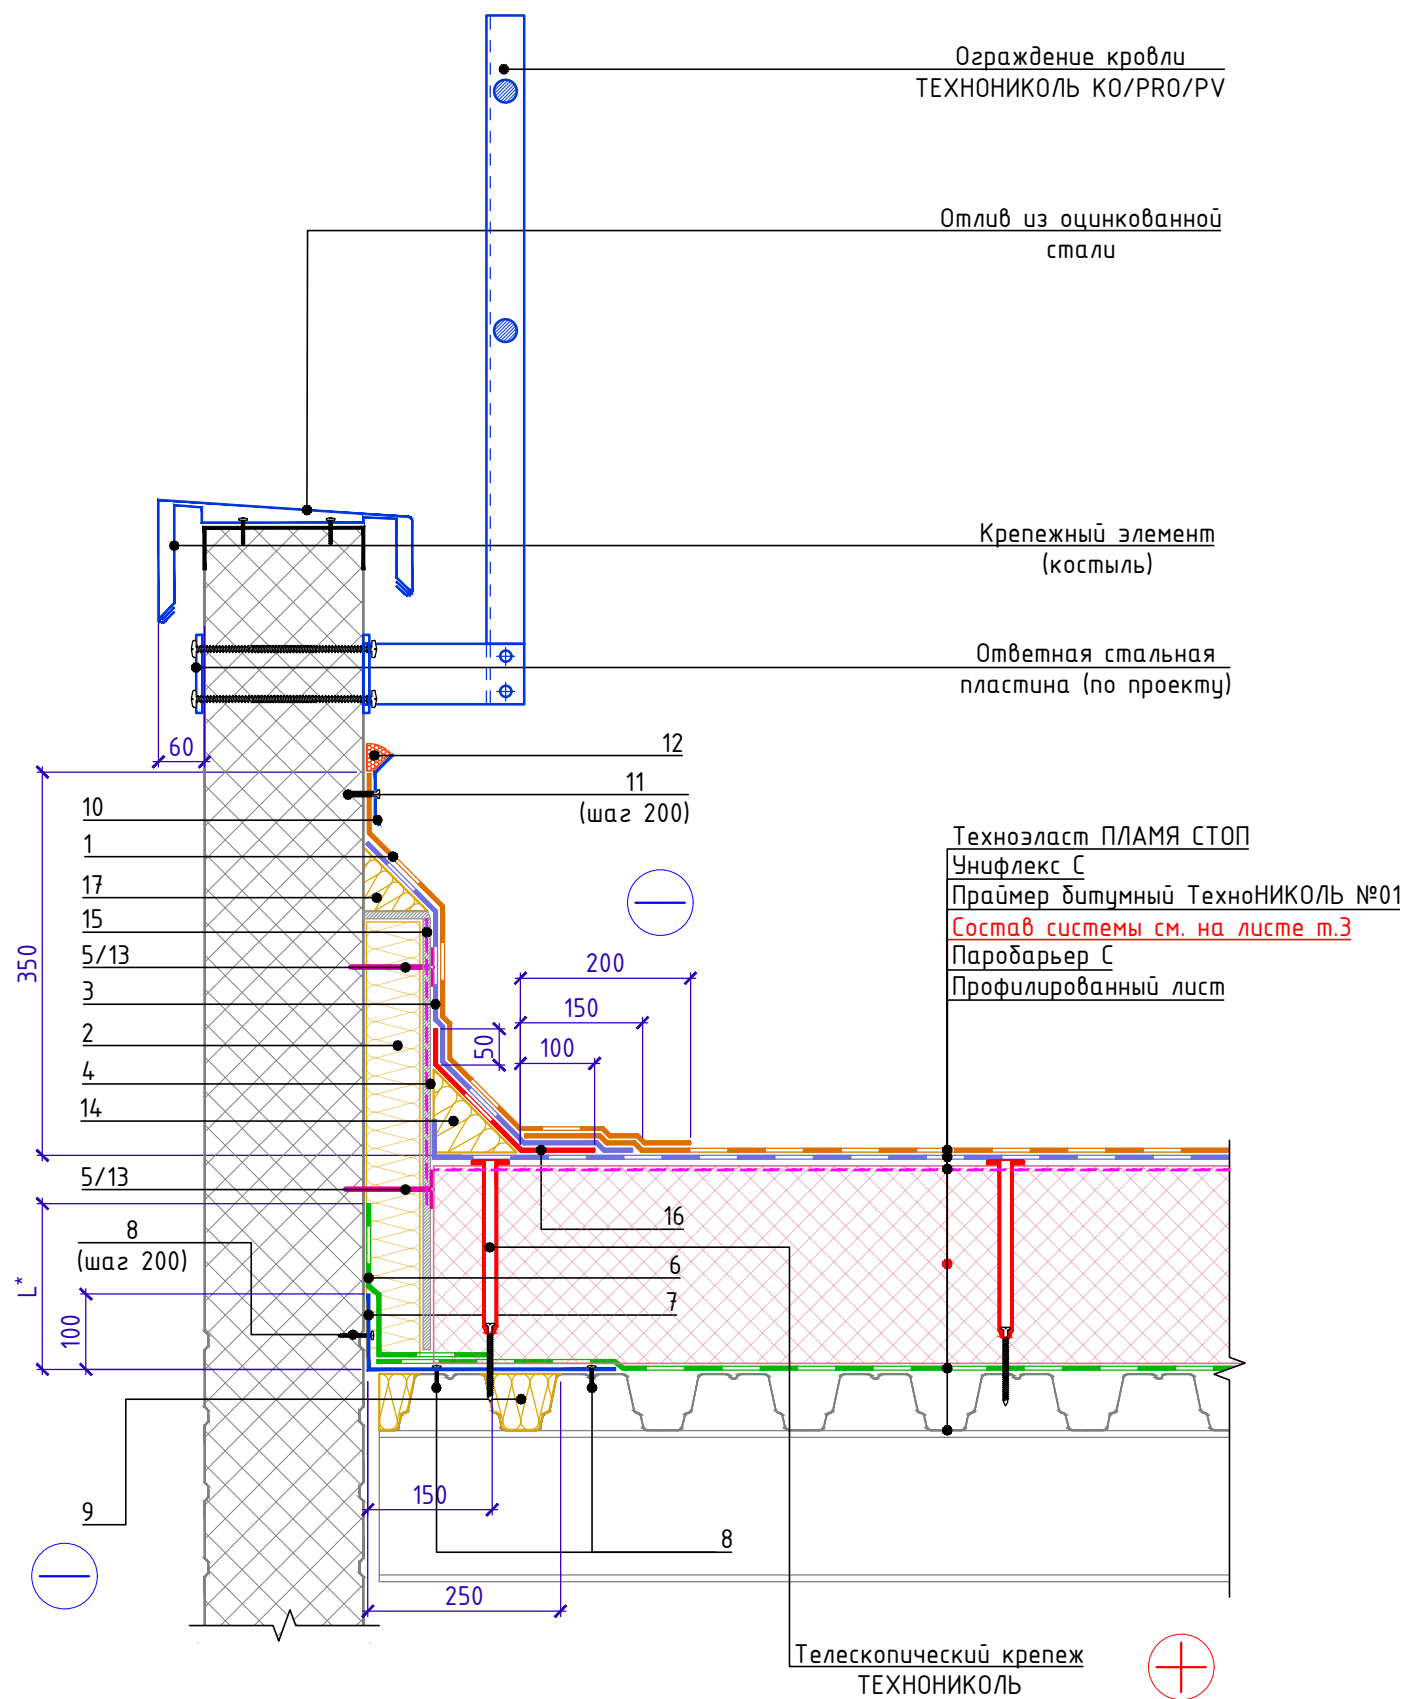 Ограждение кровли
ТЕХНОНИКОЛЬ КО/PRO/PV
Отлив из оцинкованной
стали
Крепежный элемент
(костыль)
Ответная стальная
пластина (по проекту)
60
12
11
(шаг 200)
10
1
17
15
5/13
3
2
4
14
5/13
8
(шаг 200)
350
L*
100
Техноэласт ПЛАМЯ СТОП
Унифлекс С
Праймер битумный ТехноНИКОЛЬ №01
Состав системы см. на листе т.3
Паробарьер С
Профилированный лист
200
150
100
50
16
6
7
9
150
8
250
Телескопический крепеж
ТЕХНОНИКОЛЬ